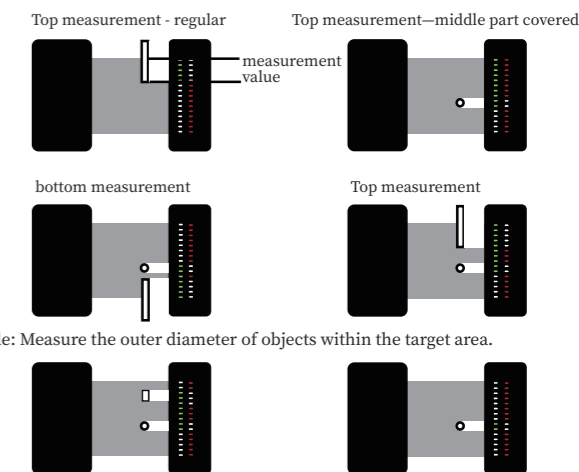 Top measurement - regular
Top measurement—middle part covered
measurement
value
bottom measurement
Top measurement
le: Measure the outer diameter of objects within the target area.